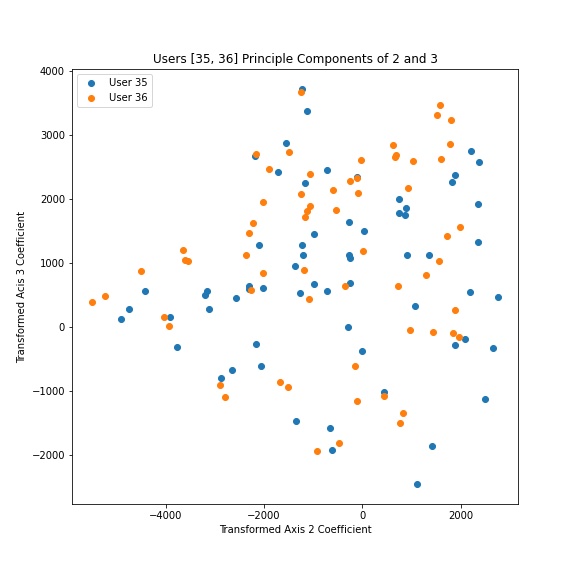 Users [35, 36] Principle Components of 2 and 3
User 35
User 36
4000
3000
2000
1000
0
−1000
−2000
Transformed Acis 3 Coefficient
−4000
−2000
0
2000
Transformed Axis 2 Coefficient